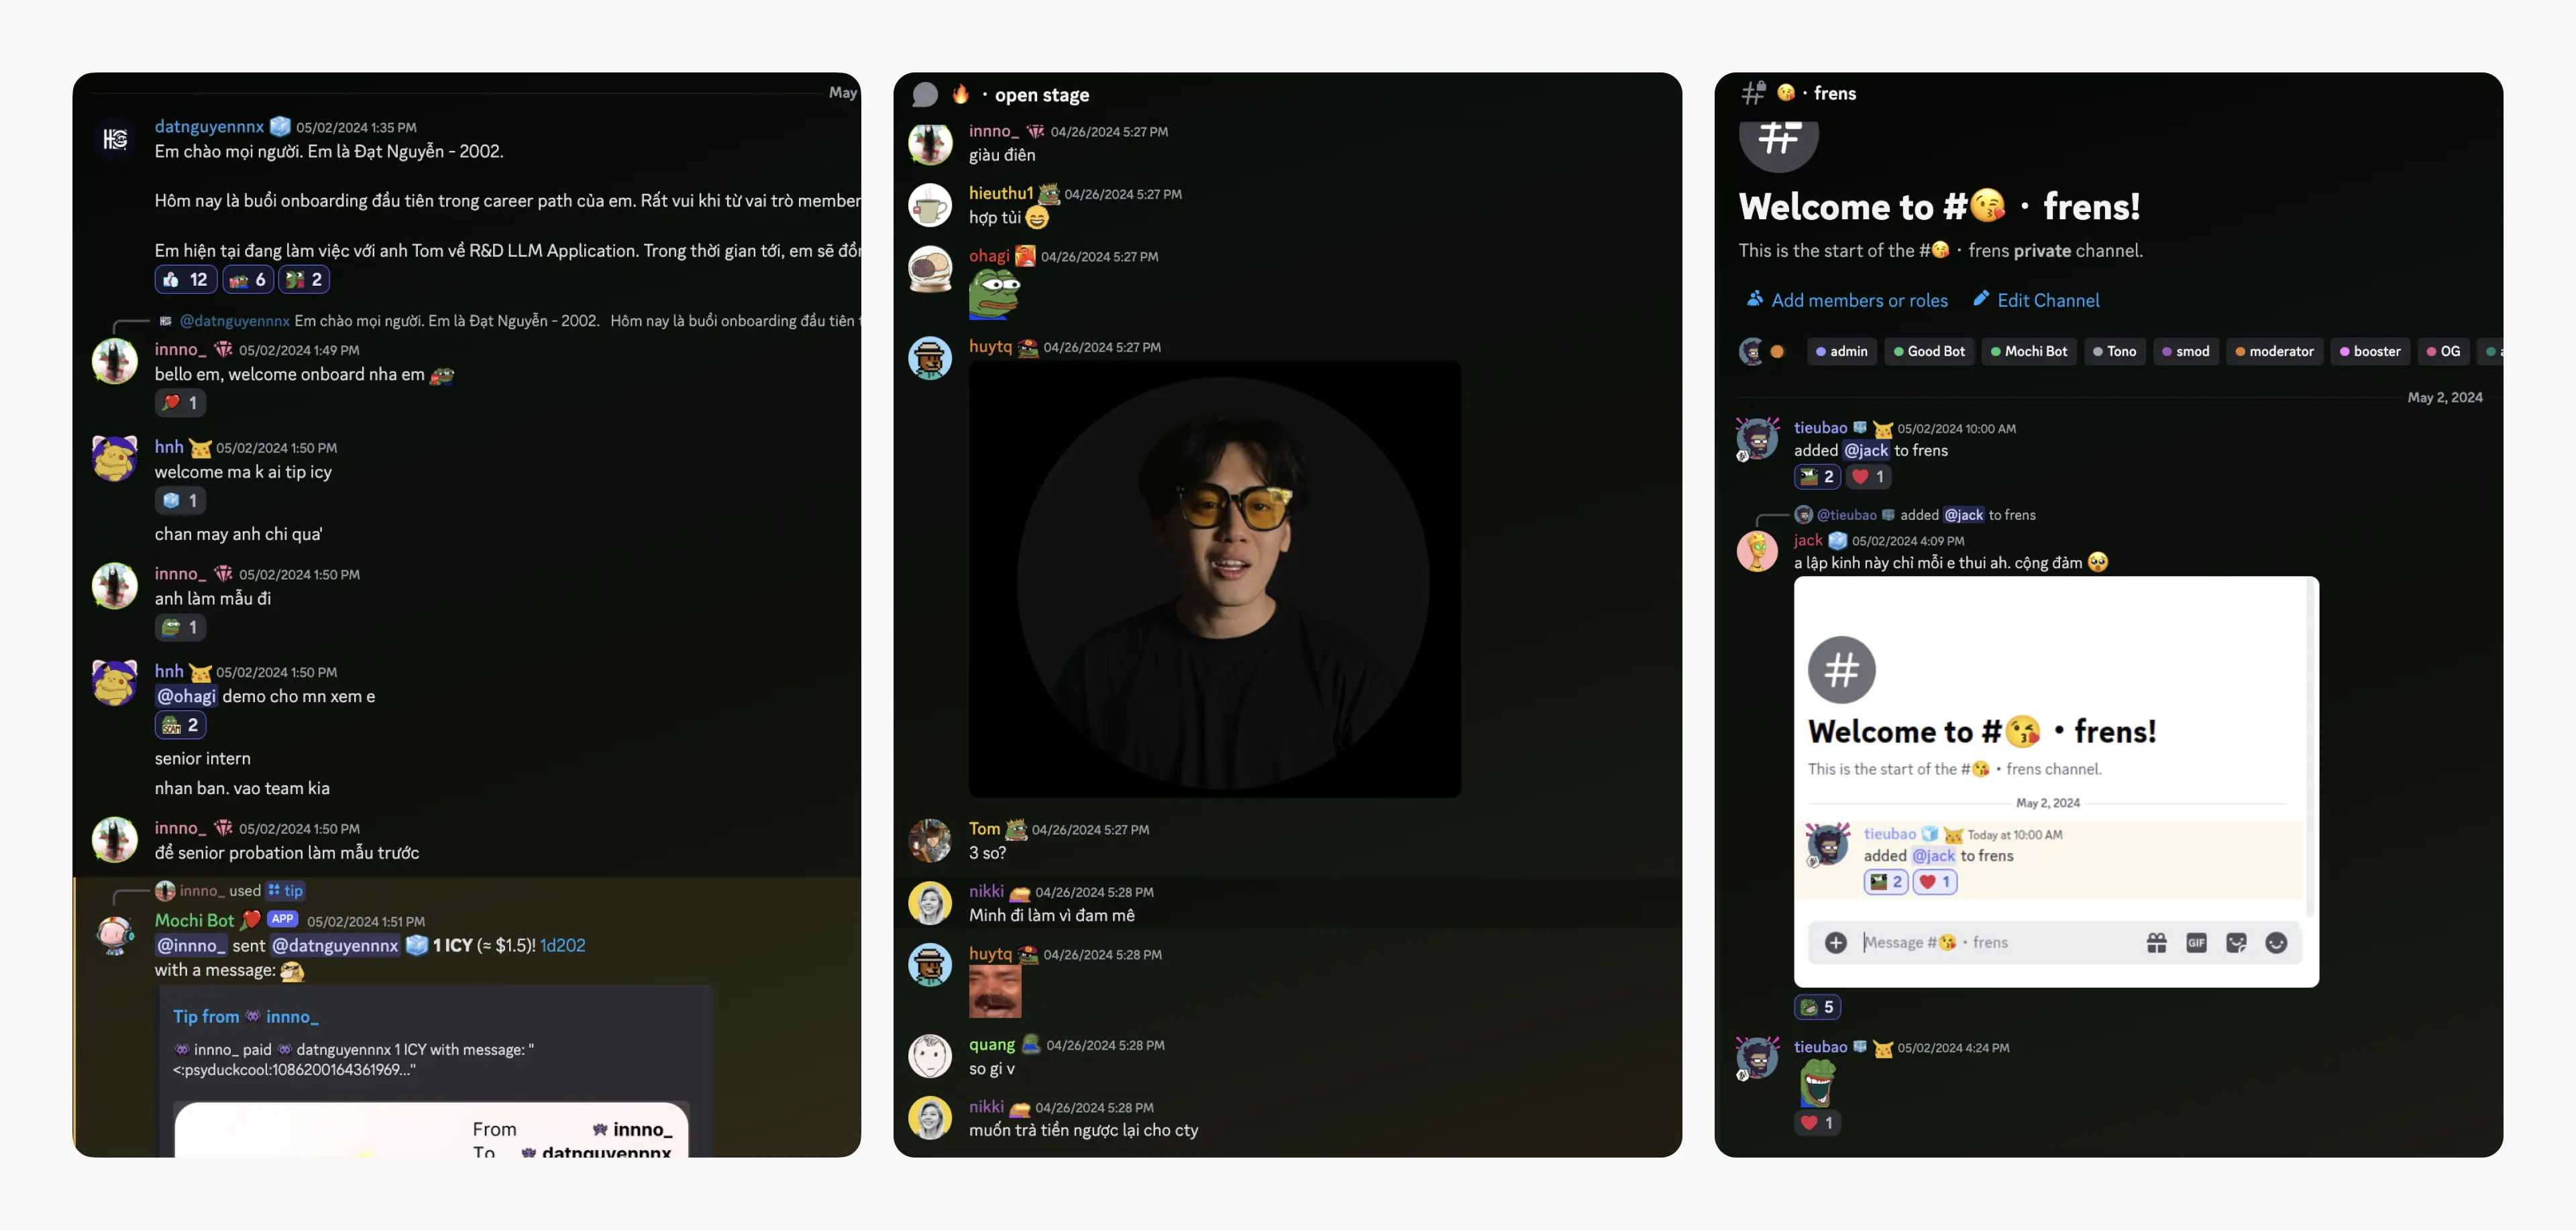 May
datnguyennnx 05/02/2024 1:35 PM
Em chào mọi người. Em là Đạt Nguyễn - 2002.
Hôm nay là buổi onboarding đầu tiên trong career path của em. Rất vui khi từ vai trò member
Em hiện tại đang làm việc với anh Tom về R&D LLM Application. Trong thời gian tới, em sẽ
12 6 2
@datnguyennnx Em chào mọi người. Em là Đạt Nguyễn - 2002. Hôm nay là buổi onboarding đầu tiên
innno_ 05/02/2024 1:49 PM
bello em, welcome onboard nha em
1
hnh 05/02/2024 1:50 PM
welcome ma k ai tip icy
1
chan may anh chi qua'
innno_ 05/02/2024 1:50 PM
anh làm mẫu đi
1
hnh 05/02/2024 1:50 PM
@ohagi demo cho mn xem e
2
senior intern
nhan ban. vao team kia
innno_ 05/02/2024 1:50 PM
để senior probation làm mẫu trước
innno_ used tip
Mochi Bot APP 05/02/2024 1:51 PM
@innno_ sent @datnguyennnx 1 ICY (≈ $1.5)! 1d202
with a message:
Tip from innno_
innno_ paid datnguyennnx 1 ICY with message: "
<:psyduckcool:1086200164361969..."
From innno_
To datnguyennnx
open stage
innno_ 04/26/2024 5:27 PM
giàu điên
hieuthu1 04/26/2024 5:27 PM
hợp tủi
ohagi 04/26/2024 5:27 PM
huytq 04/26/2024 5:27 PM
Tom 04/26/2024 5:27 PM
3 so?
nikki 04/26/2024 5:28 PM
Minh đi làm vì đam mê
huytq 04/26/2024 5:28 PM
quang 04/26/2024 5:28 PM
so gi v
nikki 04/26/2024 5:28 PM
muốn trả tiền ngược lại cho cty
# · frens
#
Welcome to # · frens!
This is the start of the # · frens private channel.
Add members or roles Edit Channel
admin Good Bot Mochi Bot Tono smod moderator booster OG
May 2, 2024
tieubao 05/02/2024 10:00 AM
added @jack to frens
2 1
@tieubao added @jack to frens
jack 05/02/2024 4:09 PM
a lập kinh này chỉ mỗi e thui ah. cộng đảm
#
Welcome to # • frens!
This is the start of the # • frens channel.
May 2, 2024
tieubao Today at 10:00 AM
added @jack to frens
2 1
Message # • frens GIF
5
tieubao 05/02/2024 4:24 PM
1